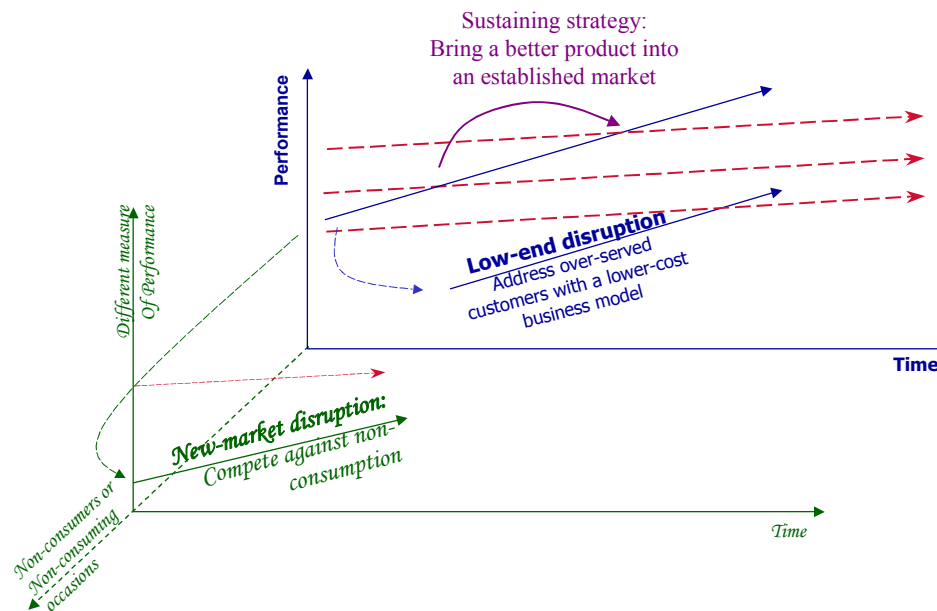 Sustaining strategy:
Bring a better product into
an established market
Performance
Low-end disruption
Address over-served
customers with a lower-cost
business model
Time
Different measure
Of Performance
New-market disruption:
Compete against non-
consumption
Non-consumers or
Non-consuming
occasions
Time